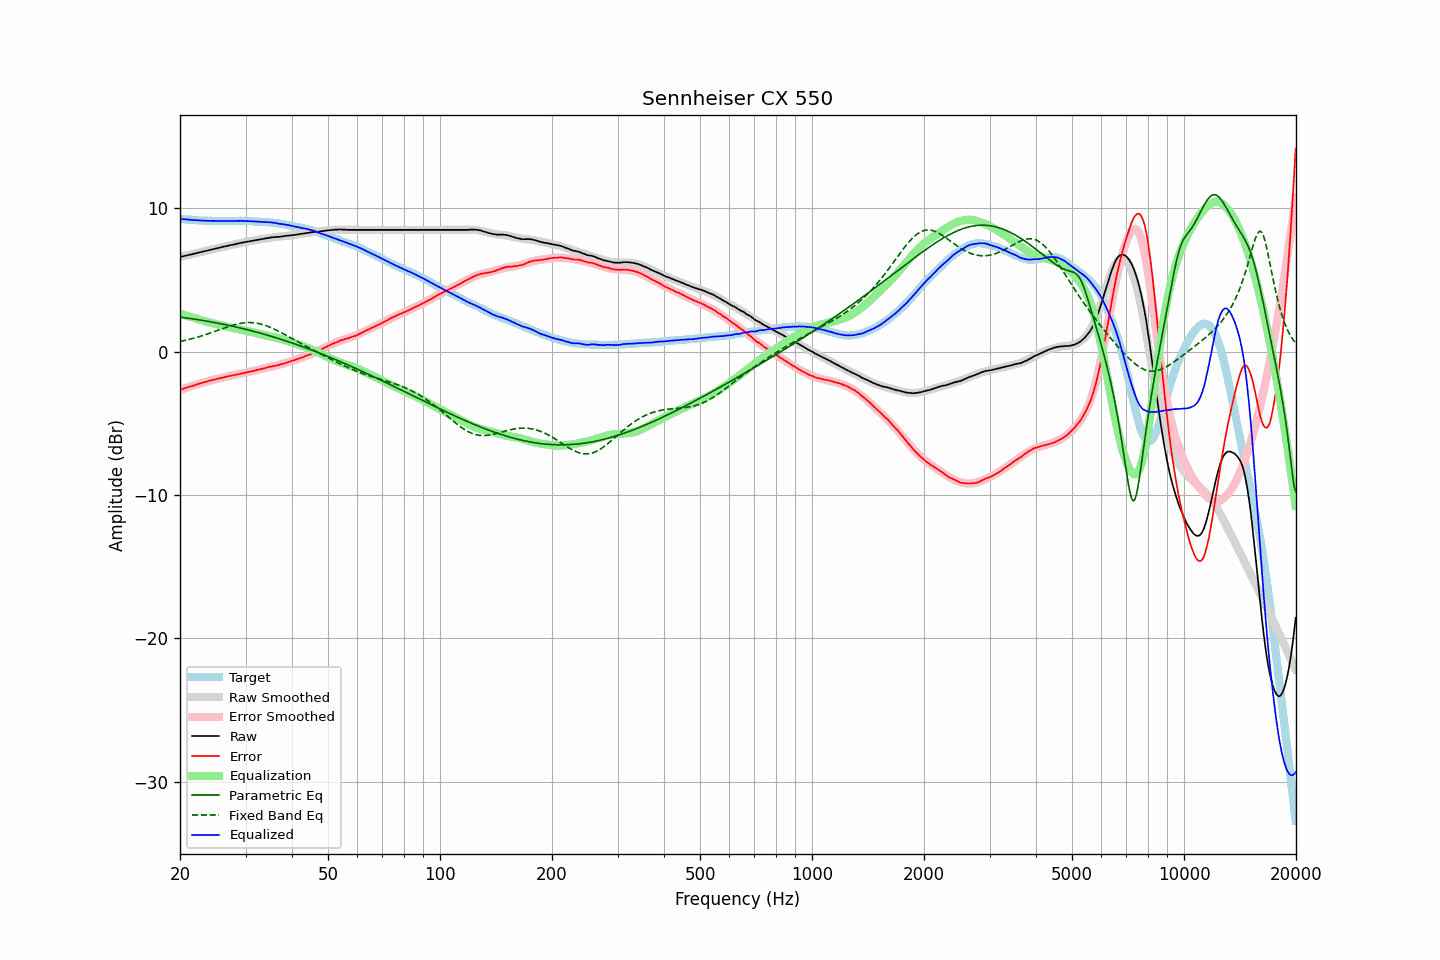 Sennheiser CX 550
Amplitude (dBr)
10
0
−10
−20
−30
Target
Raw Smoothed
Error Smoothed
Raw
Error
Equalization
Parametric Eq
Fixed Band Eq
Equalized
20 50 100 200 500 1000 2000 5000 10000 20000
Frequency (Hz)